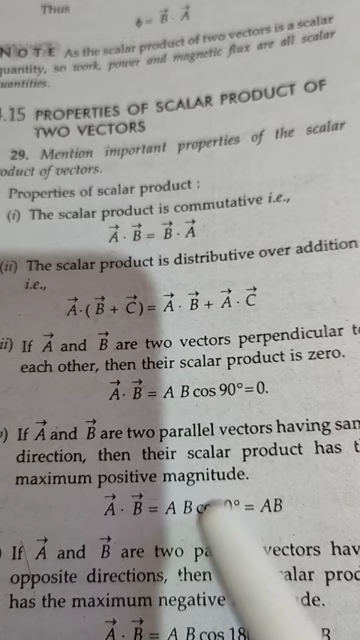 Thus
ϕ = B⃗ . A⃗
NOTE As the scalar product of two vectors is a scalar
quantity, so work, power and magnetic flux are all scalar
quantities.
.15 PROPERTIES OF SCALAR PRODUCT OF
TWO VECTORS
29. Mention important properties of the scalar
oduct of vectors.
Properties of scalar product :
(i) The scalar product is commutative i.e.,
A⃗ . B⃗ = B⃗ . A⃗
(ii) The scalar product is distributive over addition
i.e.,
A⃗.(B⃗ + C⃗) = A⃗ . B⃗ + A⃗ . C⃗
ii) If A⃗ and B⃗ are two vectors perpendicular t
each other, then their scalar product is zero.
A⃗ . B⃗ = A B cos 90°=0.
) If A⃗ and B⃗ are two parallel vectors having sam
direction, then their scalar product has t
maximum positive magnitude.
A⃗ . B⃗ = A B 0° = AB
If A⃗ and B⃗ are two pa vectors hav
opposite directions, then alar prod
has the maximum negative de.
A⃗ . B⃗ = A B cos 18 B